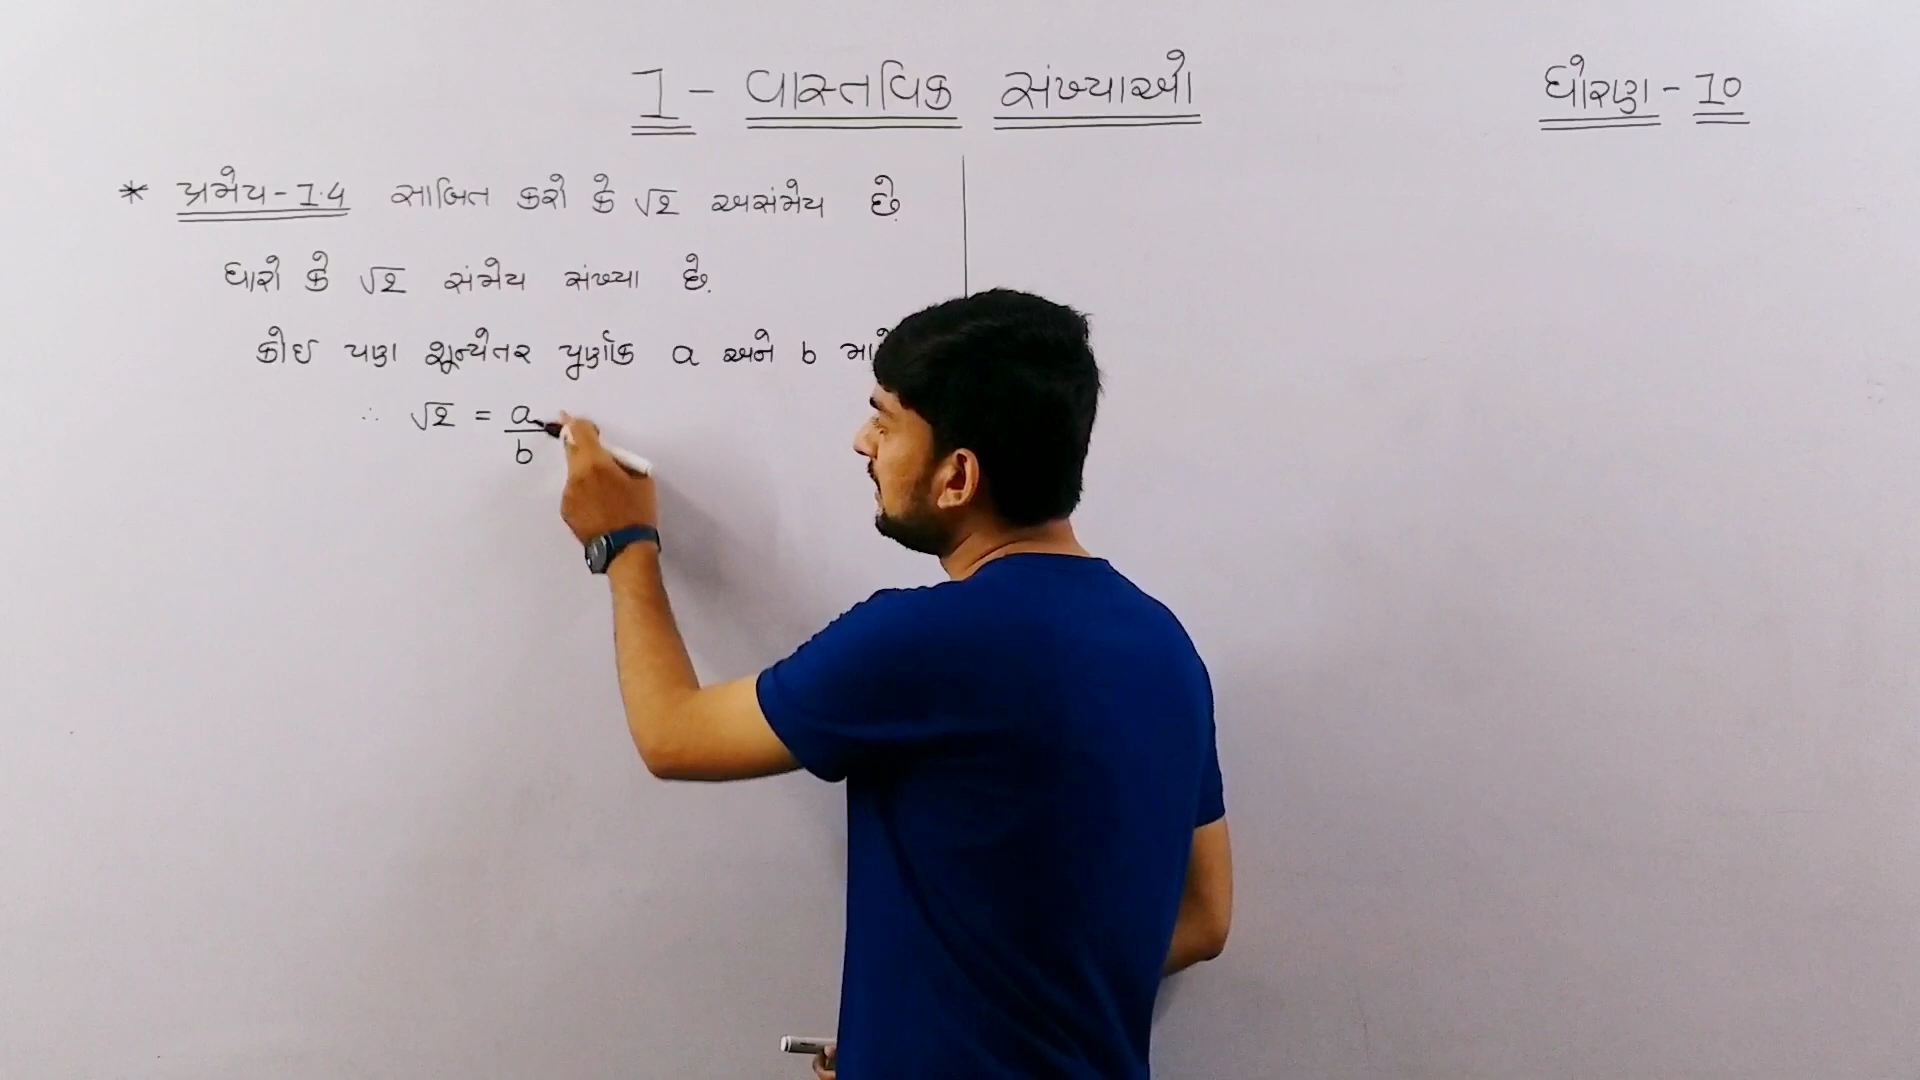 1 - વાસ્તવિક સંખ્યાઓ
ધોરણ - 10
* પ્રમેય - 1.4 સાબિત કરો કે √2 અસંમેય છે.
ધારો કે √2 સંમેય સંખ્યા છે.
કોઈ પણ શૂન્યેતર પૂર્ણાંક a અને b
∴ √2 = a/b